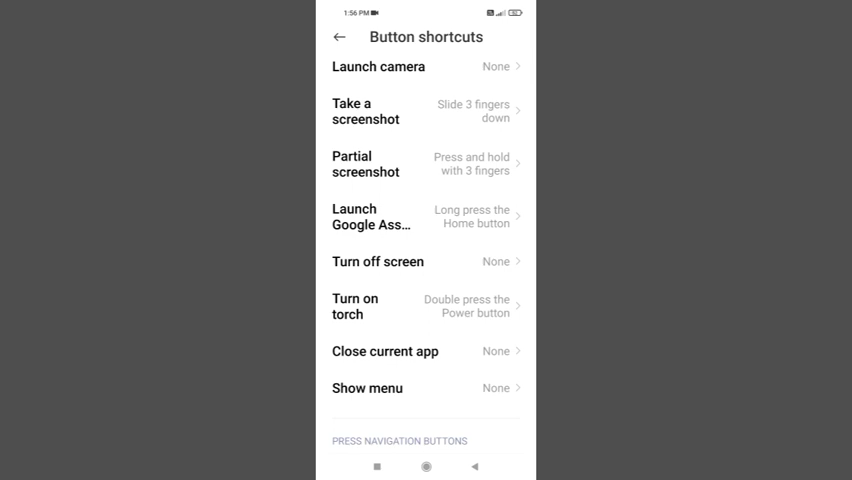 1:56 PM
Button shortcuts
Launch camera
None
Take a
screenshot
Slide 3 fingers
down
Partial
screenshot
Press and hold
with 3 fingers
Launch
Google Ass...
Long press the
Home button
Turn off screen
None
Turn on
torch
Double press the
Power button
Close current app
None
Show menu
None
PRESS NAVIGATION BUTTONS